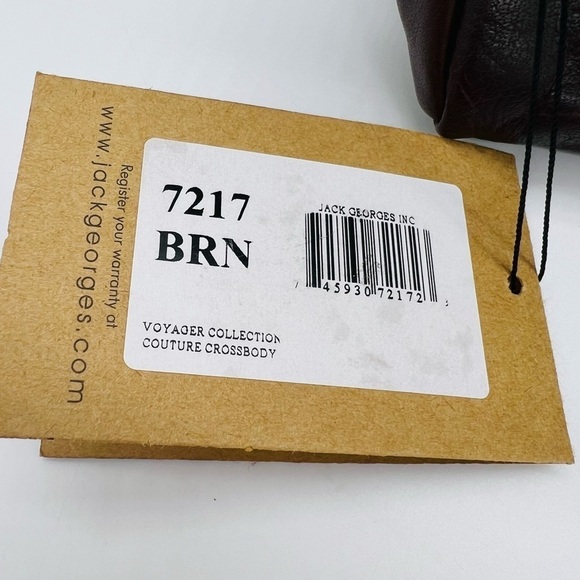 7217
BRN
JACK GEORGES INC
7 45930 72172
VOYAGER COLLECTION
COUTURE CROSSBODY
Register your warranty at
www.jackgeorges.com